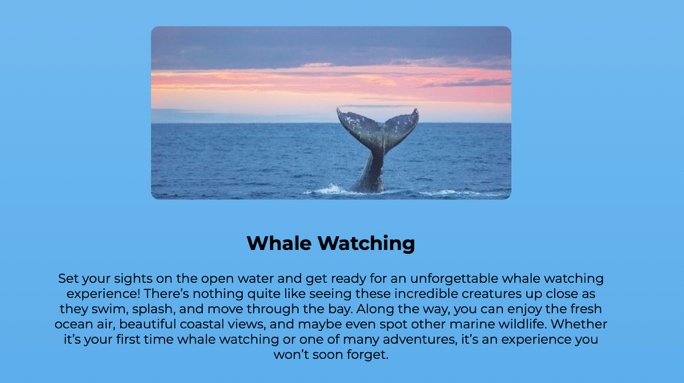 Whale Watching
Set your sights on the open water and get ready for an unforgettable whale watching
experience! There's nothing quite like seeing these incredible creatures up close as
they swim, splash, and move through the bay. Along the way, you can enjoy the fresh
ocean air, beautiful coastal views, and maybe even spot other marine wildlife. Whether
it's your first time whale watching or one of many adventures, it's an experience you
won't soon forget.